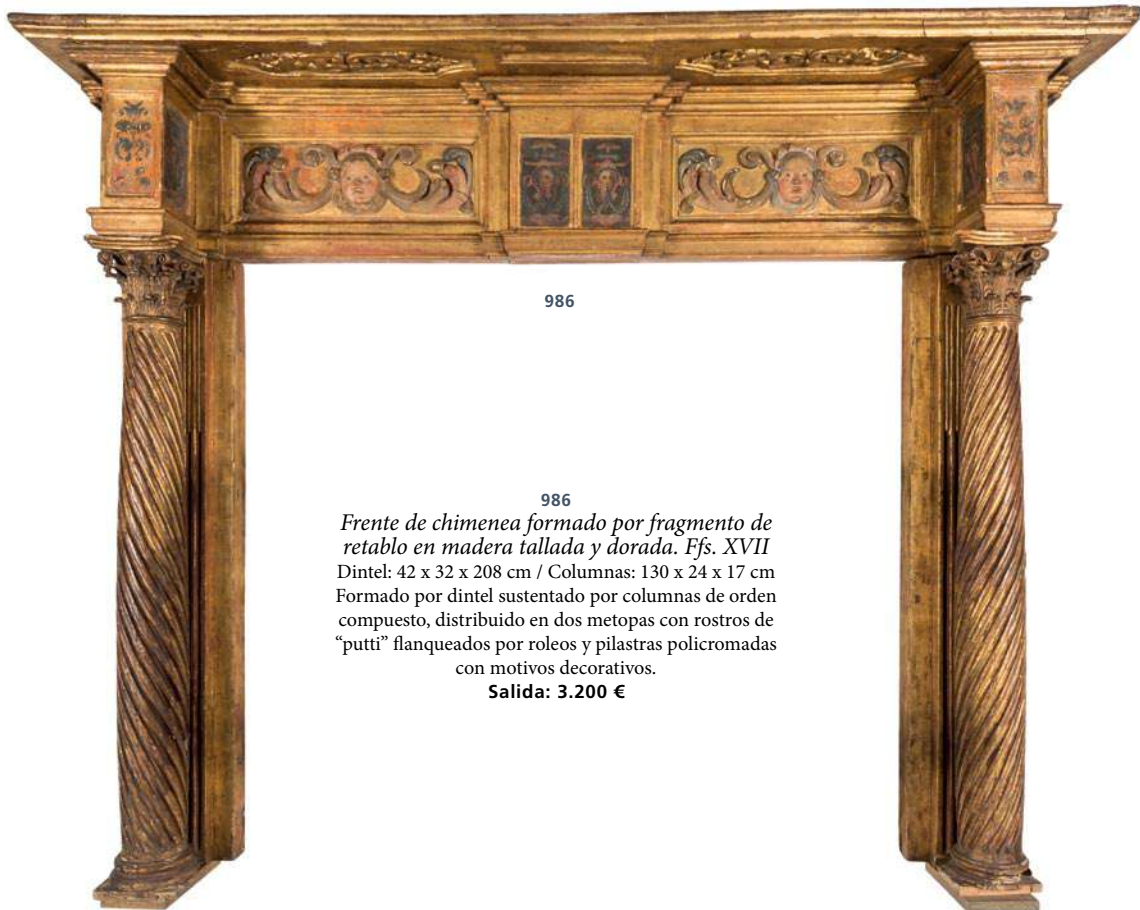 986
986
Frente de chimenea formado por fragmento de
retablo en madera tallada y dorada. Ffs. XVII
Dintel: 42 x 32 x 208 cm / Columnas: 130 x 24 x 17 cm
Formado por dintel sustentado por columnas de orden
compuesto, distribuido en dos metopas con rostros de
“putti” flanqueados por roleos y pilastras policromadas
con motivos decorativos.
Salida: 3.200 €